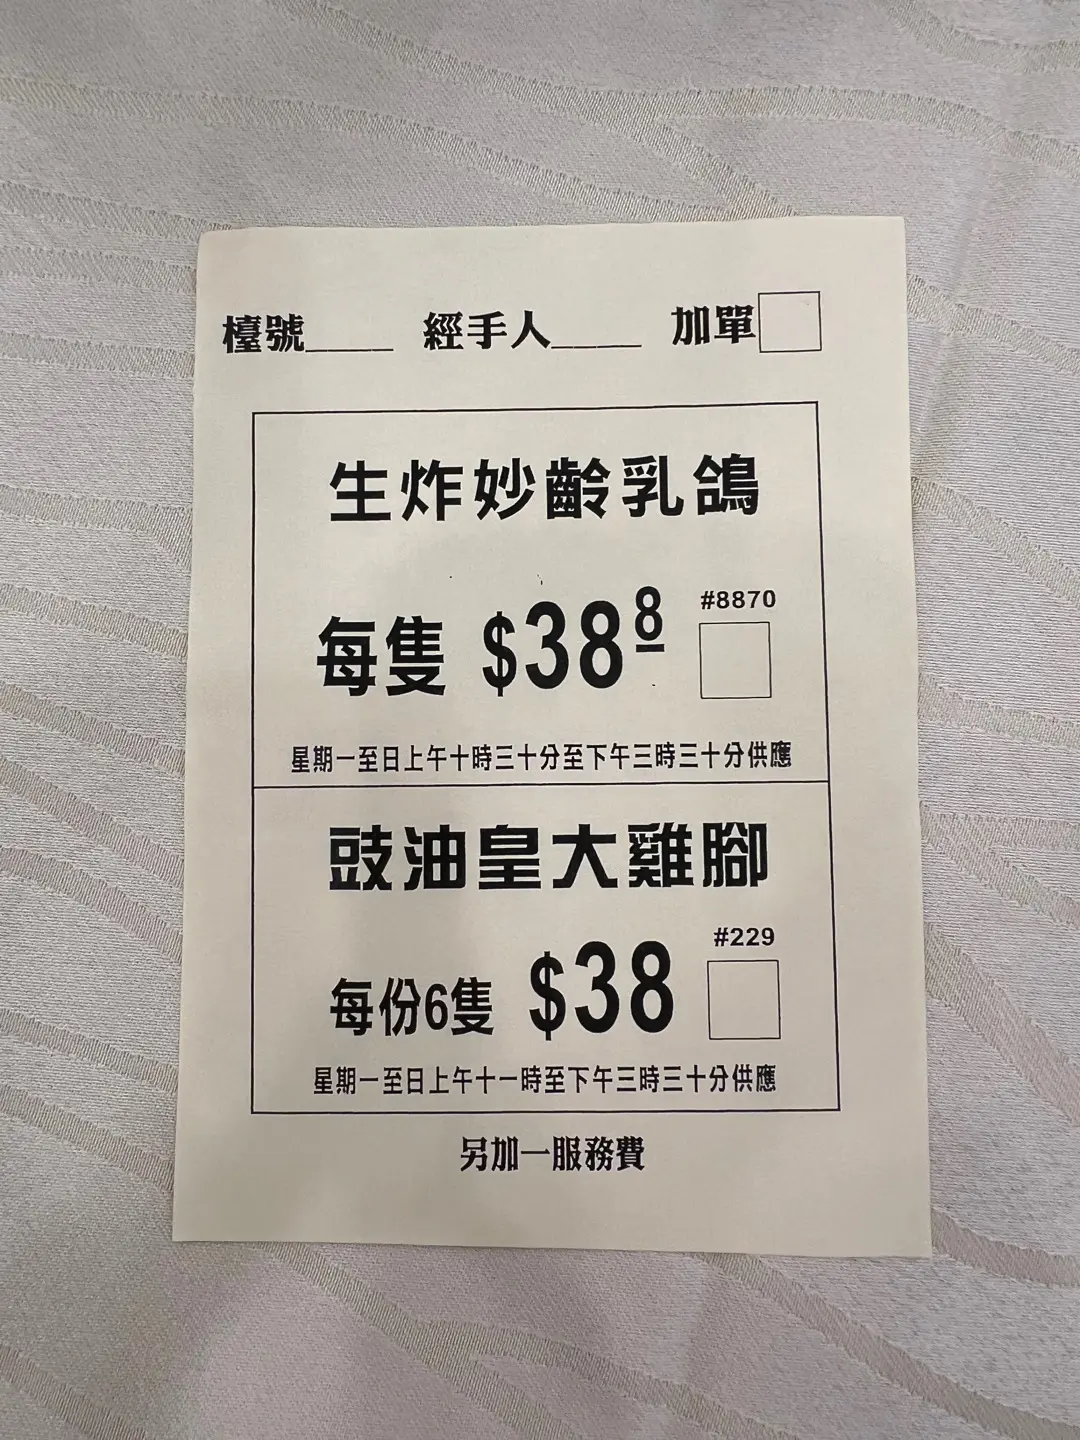 檯號____ 經手人____ 加單
生炸妙齡乳鴿
#8870
每隻 $38.8
星期一至日上午十時三十分至下午三時三十分供應
豉油皇大雞腳
#229
每份6隻 $38
星期一至日上午十一時至下午三時三十分供應
另加一服務費